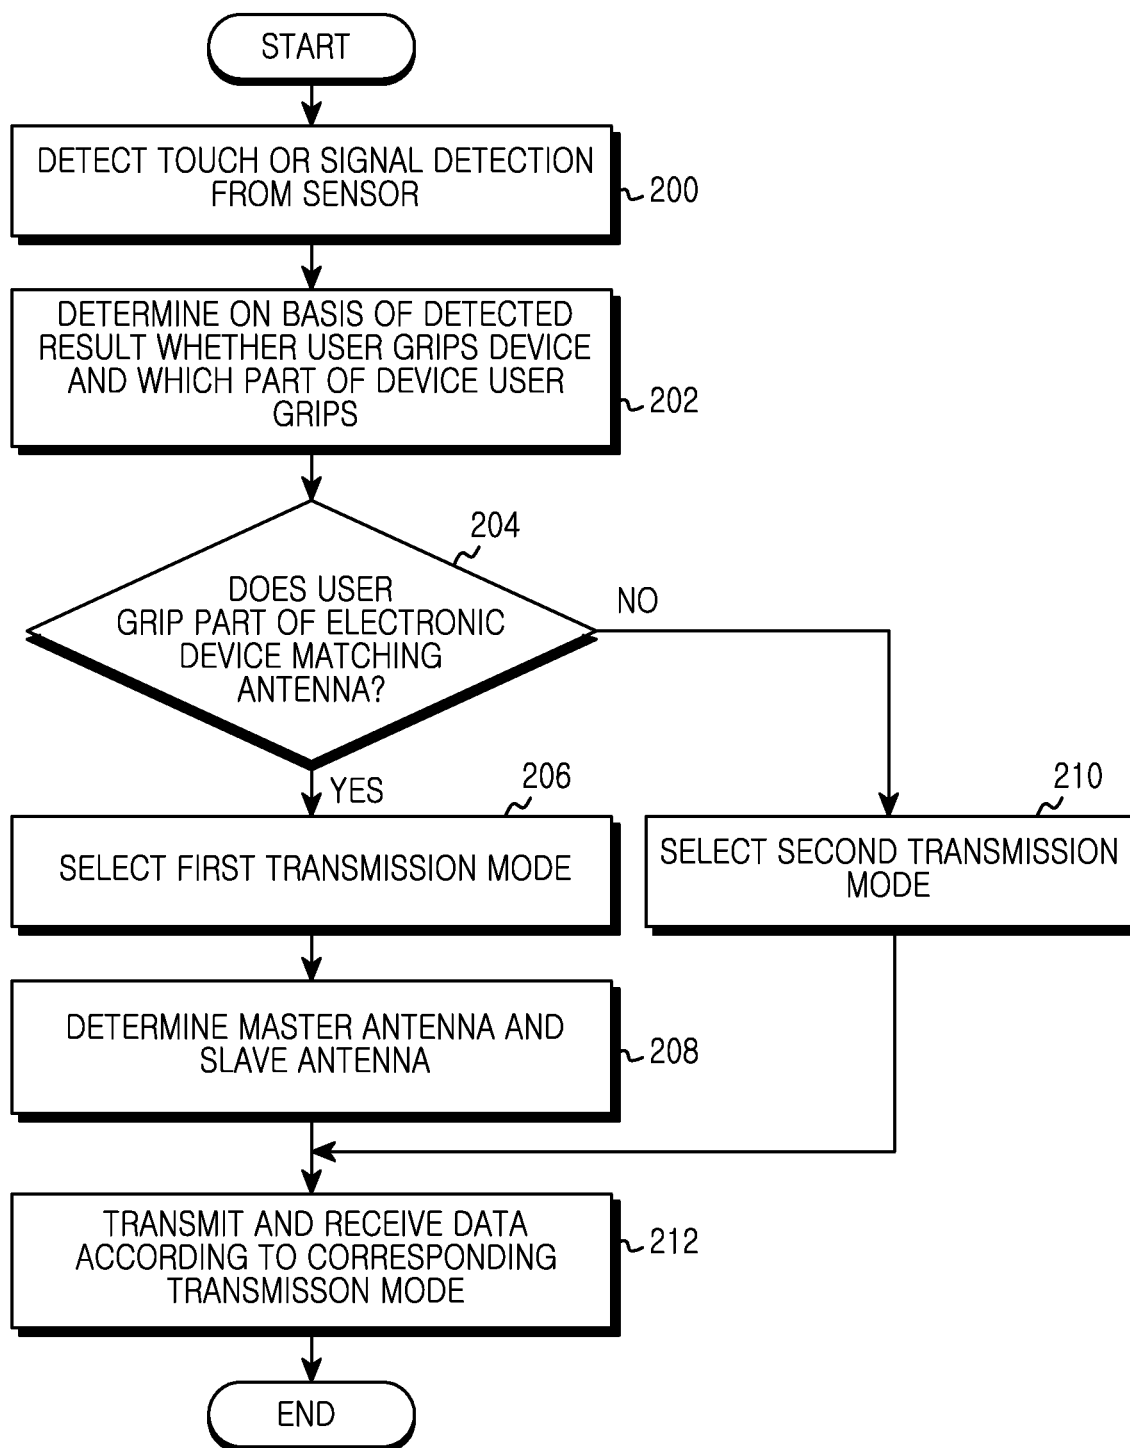 START
DETECT TOUCH OR SIGNAL DETECTION
FROM SENSOR
200
DETERMINE ON BASIS OF DETECTED
RESULT WHETHER USER GRIPS DEVICE
AND WHICH PART OF DEVICE USER
GRIPS
202
204
DOES USER
GRIP PART OF ELECTRONIC
DEVICE MATCHING
ANTENNA?
NO
YES
206
SELECT FIRST TRANSMISSION MODE
210
SELECT SECOND TRANSMISSION
MODE
DETERMINE MASTER ANTENNA AND
SLAVE ANTENNA
208
TRANSMIT AND RECEIVE DATA
ACCORDING TO CORRESPONDING
TRANSMISSON MODE
212
END